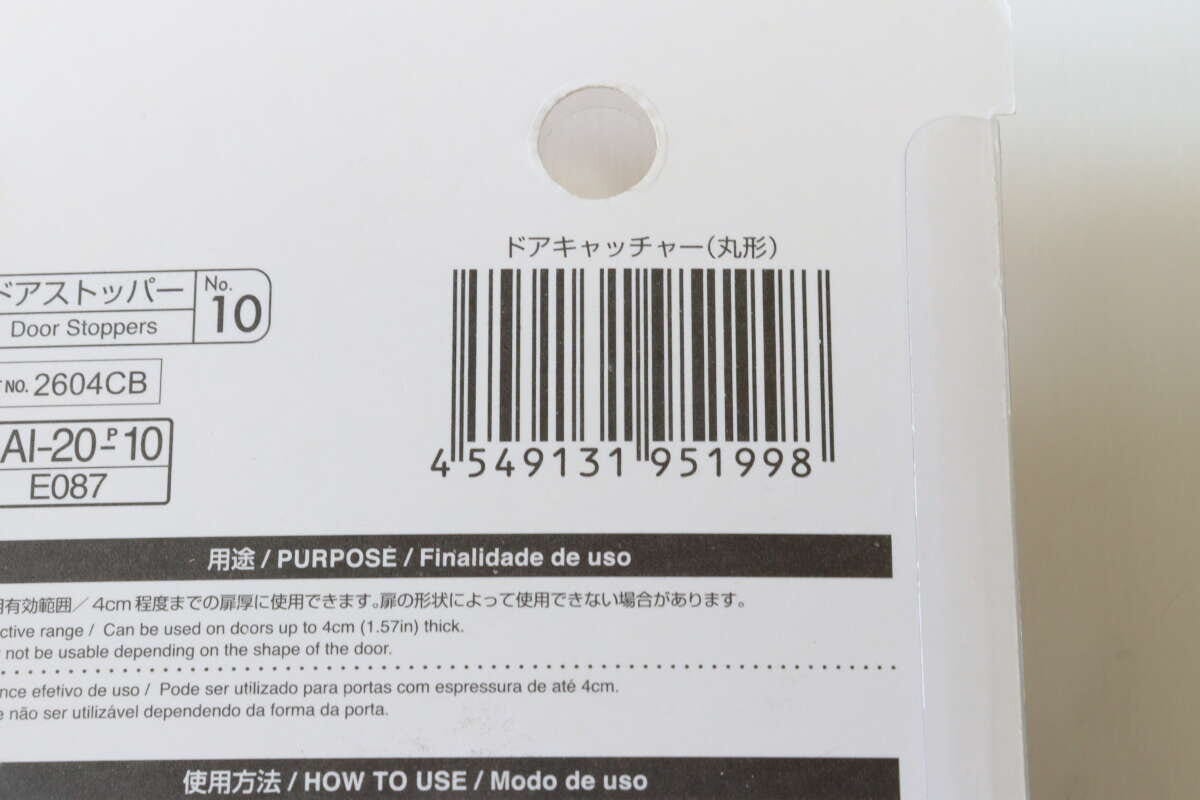 ドアキャッチャー(丸形)
ドアストッパー
Door Stoppers
No.
10
NO. 2604CB
AI-20-P-10
E087
4 549131 951998
用途 / PURPOSE / Finalidade de uso
有効範囲／4cm程度までの扉厚に使用できます。扉の形状によって使用できない場合があります。
ctive range / Can be used on doors up to 4cm (1.57in) thick.
not be usable depending on the shape of the door.
nce efetivo de uso / Pode ser utilizado para portas com espressura de até 4cm.
e não ser utilizável dependendo da forma da porta.
使用方法 / HOW TO USE / Modo de uso